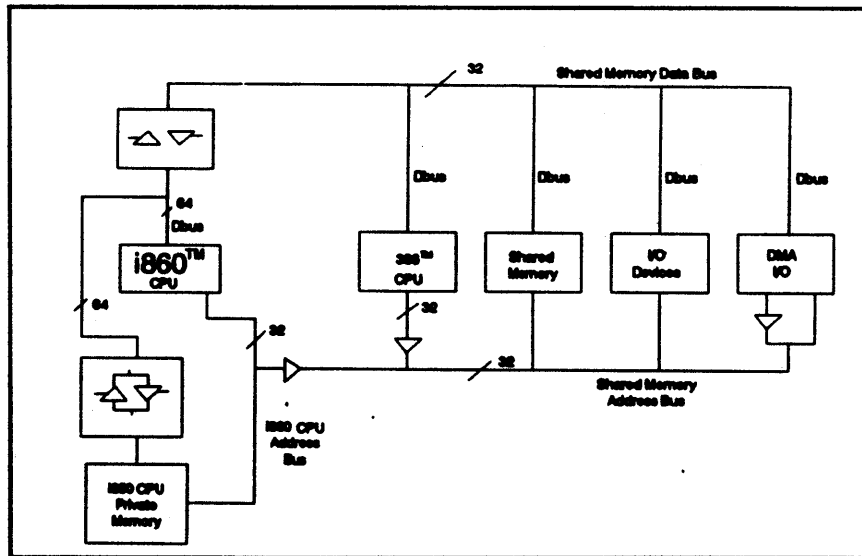 32
Shared Memory Data Bus
64
Dbus
Dbus
Dbus
Dbus
Dbus
i860™
CPU
386™
CPU
Shared
Memory
I/O
Devices
DMA
I/O
64
32
32
32
Shared Memory
Address Bus
i860 CPU
Address
Bus
i860 CPU
Private
Memory